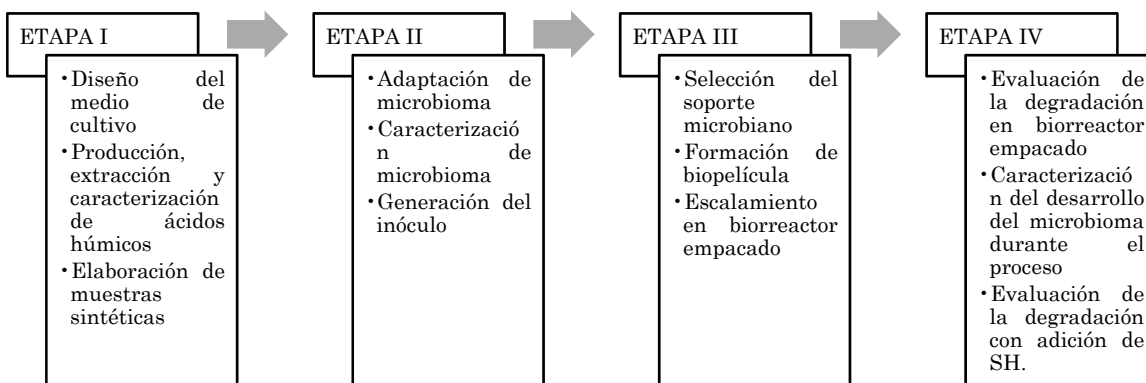 ETAPA I
•Diseño del
medio de
cultivo
•Producción,
extracción y
caracterización
de ácidos
húmicos
•Elaboración de
muestras
sintéticas
ETAPA II
•Adaptación de
microbioma
•Caracterizació
n de
microbioma
•Generación del
inóculo
ETAPA III
•Selección del
soporte
microbiano
•Formación de
biopelícula
•Escalamiento
en biorreactor
empacado
ETAPA IV
•Evaluación de
la degradación
en biorreactor
empacado
•Caracterizació
n del desarrollo
del microbioma
durante el
proceso
•Evaluación de
la degradación
con adición de
SH.